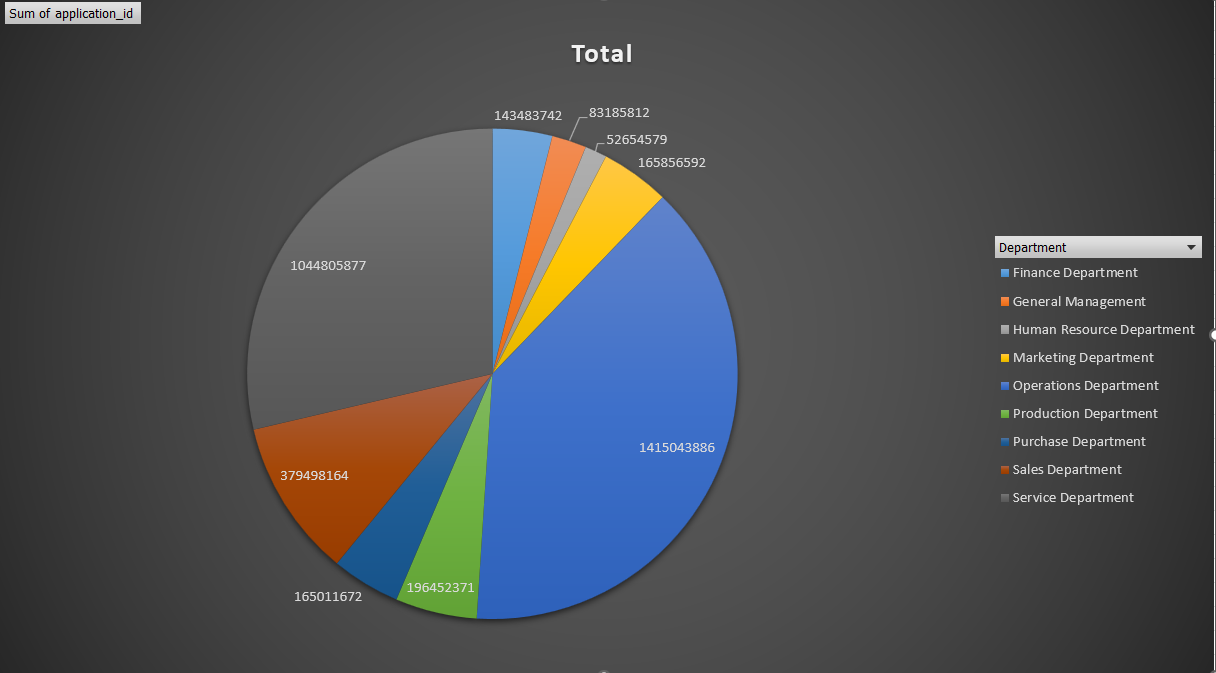 Sum of application_id
Total
143483742
83185812
52654579
165856592
1044805877
1415043886
379498164
196452371
165011672
Department
Finance Department
General Management
Human Resource Department
Marketing Department
Operations Department
Production Department
Purchase Department
Sales Department
Service Department